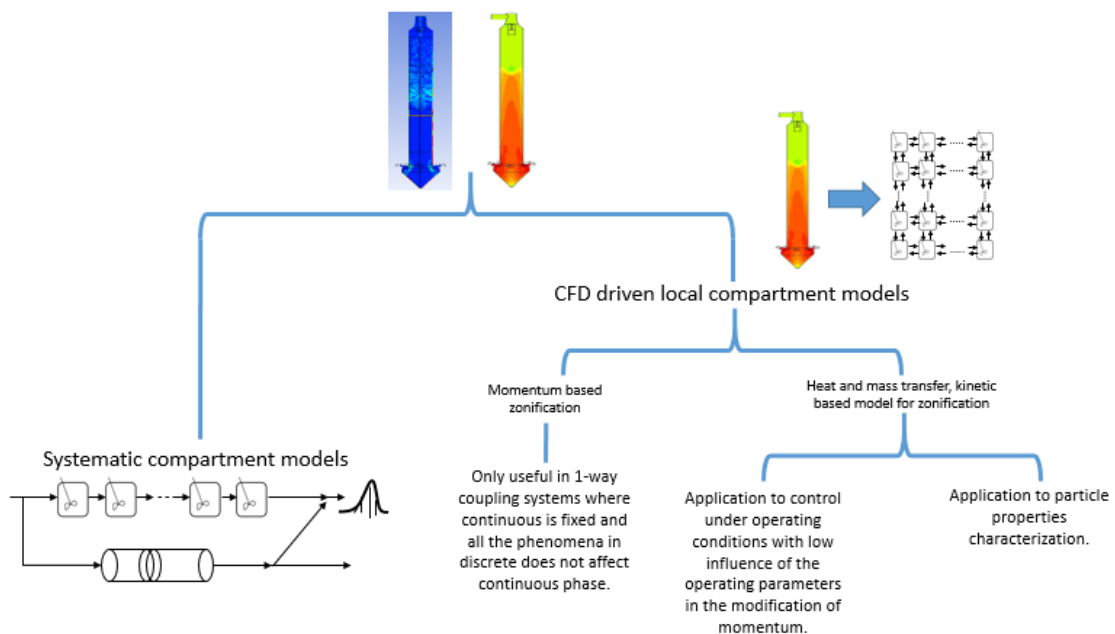 CFD driven local compartment models
Momentum based
zonification
Heat and mass transfer, kinetic
based model for zonification
Systematic compartment models
Only useful in 1-way
coupling systems where
continuous is fixed and
all the phenomena in
discrete does not affect
continuous phase.
Application to control
under operating
conditions with low
influence of the
operating parameters
in the modification of
momentum.
Application to particle
properties
characterization.